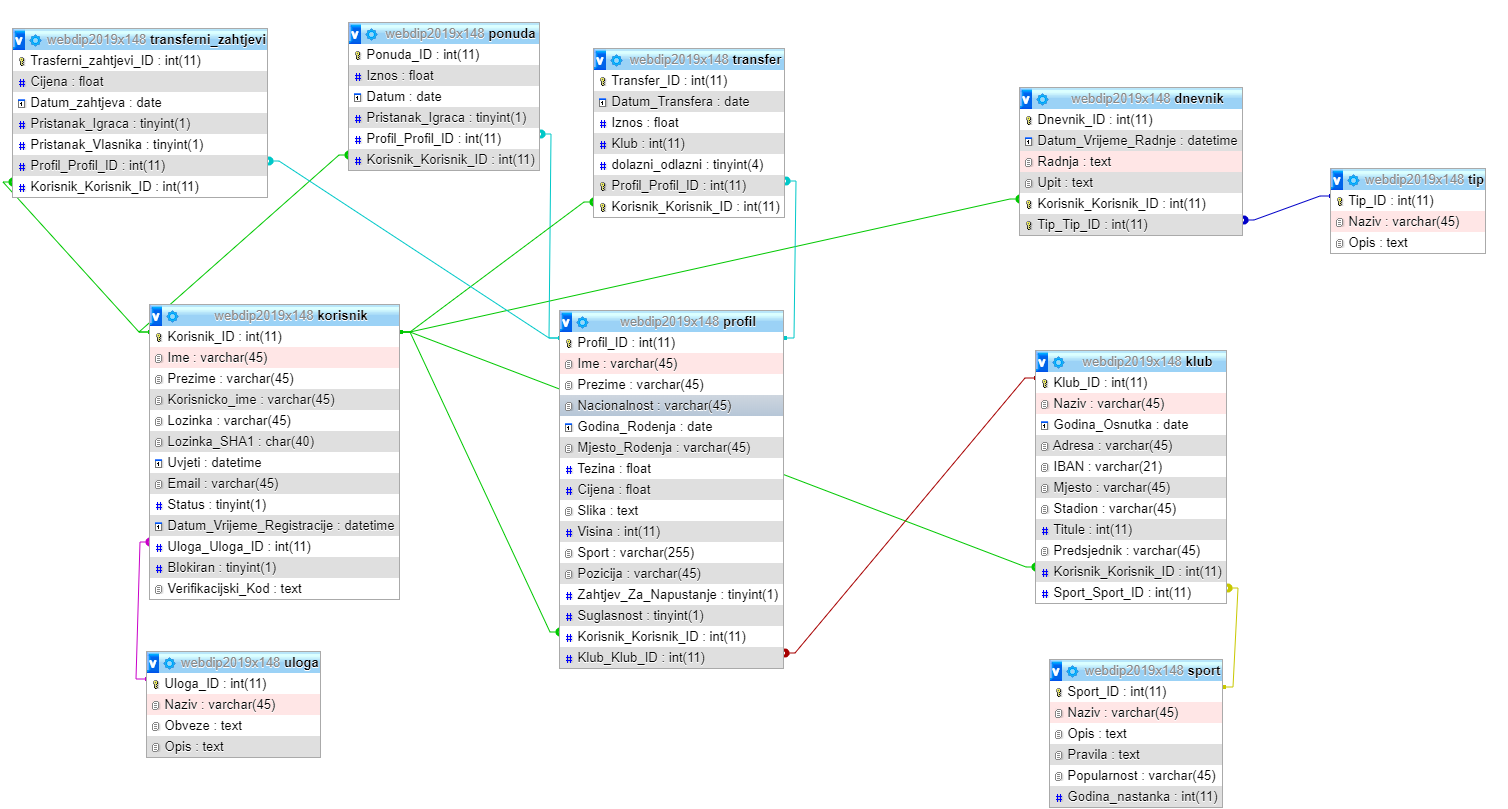 webdip2019x148 transferni_zahtjevi
Trasferni_zahtjevi_ID : int(11)
Cijena : float
Datum_zahtjeva : date
Pristanak_Igraca : tinyint(1)
Pristanak_Vlasnika : tinyint(1)
Profil_Profil_ID : int(11)
Korisnik_Korisnik_ID : int(11)
webdip2019x148 ponuda
Ponuda_ID : int(11)
Iznos : float
Datum : date
Pristanak_Igraca : tinyint(1)
Profil_Profil_ID : int(11)
Korisnik_Korisnik_ID : int(11)
webdip2019x148 transfer
Transfer_ID : int(11)
Datum_Transfera : date
Iznos : float
Klub : int(11)
dolazni_odlazni : tinyint(4)
Profil_Profil_ID : int(11)
Korisnik_Korisnik_ID : int(11)
webdip2019x148 dnevnik
Dnevnik_ID : int(11)
Datum_Vrijeme_Radnje : datetime
Radnja : text
Upit : text
Korisnik_Korisnik_ID : int(11)
Tip_Tip_ID : int(11)
webdip2019x148 tip
Tip_ID : int(11)
Naziv : varchar(45)
Opis : text
webdip2019x148 korisnik
Korisnik_ID : int(11)
Ime : varchar(45)
Prezime : varchar(45)
Korisnicko_ime : varchar(45)
Lozinka : varchar(45)
Lozinka_SHA1 : char(40)
Uvjeti : datetime
Email : varchar(45)
Status : tinyint(1)
Datum_Vrijeme_Registracije : datetime
Uloga_Uloga_ID : int(11)
Blokiran : tinyint(1)
Verifikacijski_Kod : text
webdip2019x148 profil
Profil_ID : int(11)
Ime : varchar(45)
Prezime : varchar(45)
Nacionalnost : varchar(45)
Godina_Rodenja : date
Mjesto_Rodenja : varchar(45)
Tezina : float
Cijena : float
Slika : text
Visina : int(11)
Sport : varchar(255)
Pozicija : varchar(45)
Zahtjev_Za_Napustanje : tinyint(1)
Suglasnost : tinyint(1)
Korisnik_Korisnik_ID : int(11)
Klub_Klub_ID : int(11)
webdip2019x148 klub
Klub_ID : int(11)
Naziv : varchar(45)
Godina_Osnutka : date
Adresa : varchar(45)
IBAN : varchar(21)
Mjesto : varchar(45)
Stadion : varchar(45)
Titule : int(11)
Predsjednik : varchar(45)
Korisnik_Korisnik_ID : int(11)
Sport_Sport_ID : int(11)
webdip2019x148 uloga
Uloga_ID : int(11)
Naziv : varchar(45)
Obveze : text
Opis : text
webdip2019x148 sport
Sport_ID : int(11)
Naziv : varchar(45)
Opis : text
Pravila : text
Popularnost : varchar(45)
Godina_nastanka : int(11)